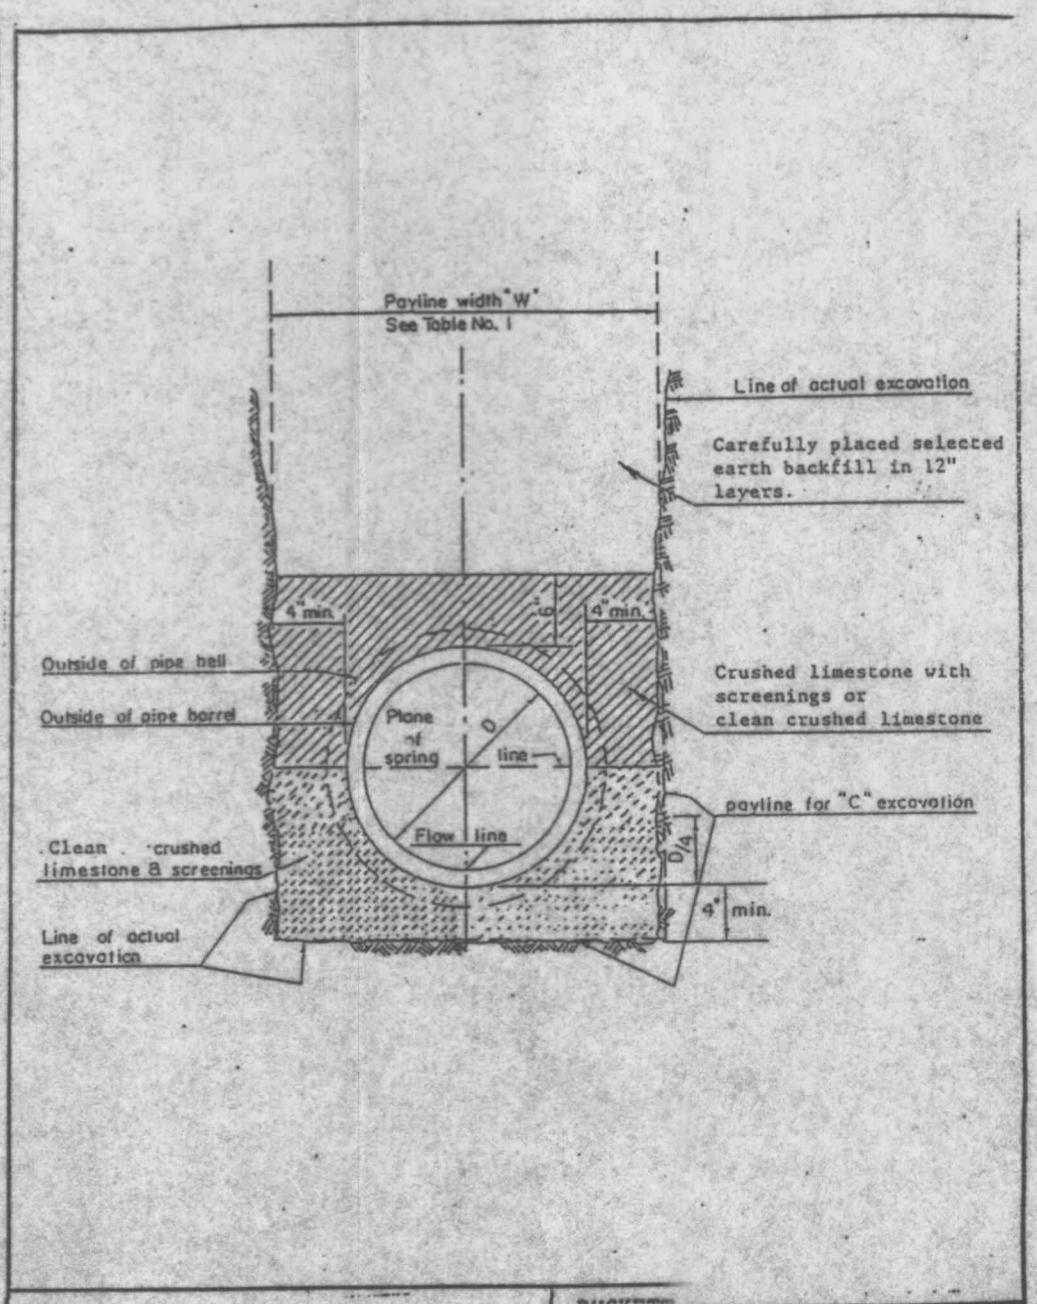 Payline width "W"
See Table No. 1
Line of actual excavation
Carefully placed selected
earth backfill in 12"
layers.
4" min.
6"
4" min.
Outside of pipe bell
Outside of pipe barrel
Plane
of
spring
line
D
Flow line
Crushed limestone with
screenings or
clean crushed limestone
payline for "C" excavation
D/4
4" min.
Clean crushed
limestone & screenings
Line of actual
excavation